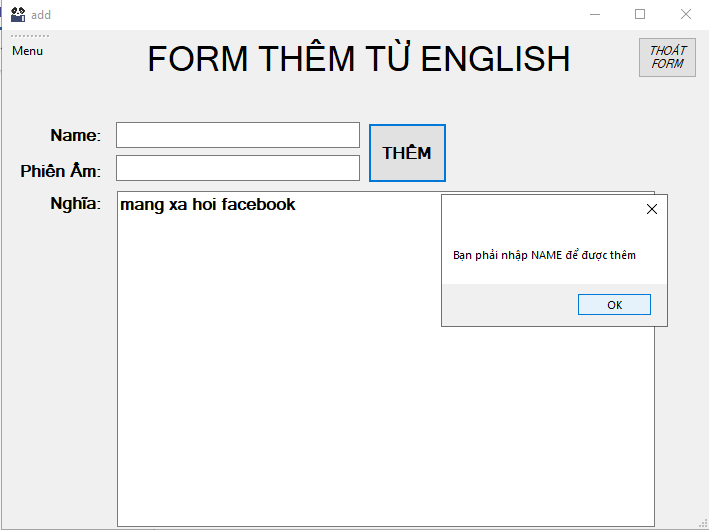 add
Menu
FORM THÊM TỪ ENGLISH
THOÁT
FORM
Name:
THÊM
Phiên Âm:
Nghĩa:
mang xa hoi facebook
Bạn phải nhập NAME để được thêm
OK